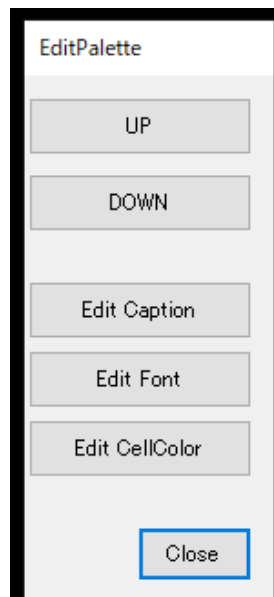 EditPalette
UP
DOWN
Edit Caption
Edit Font
Edit CellColor
Close